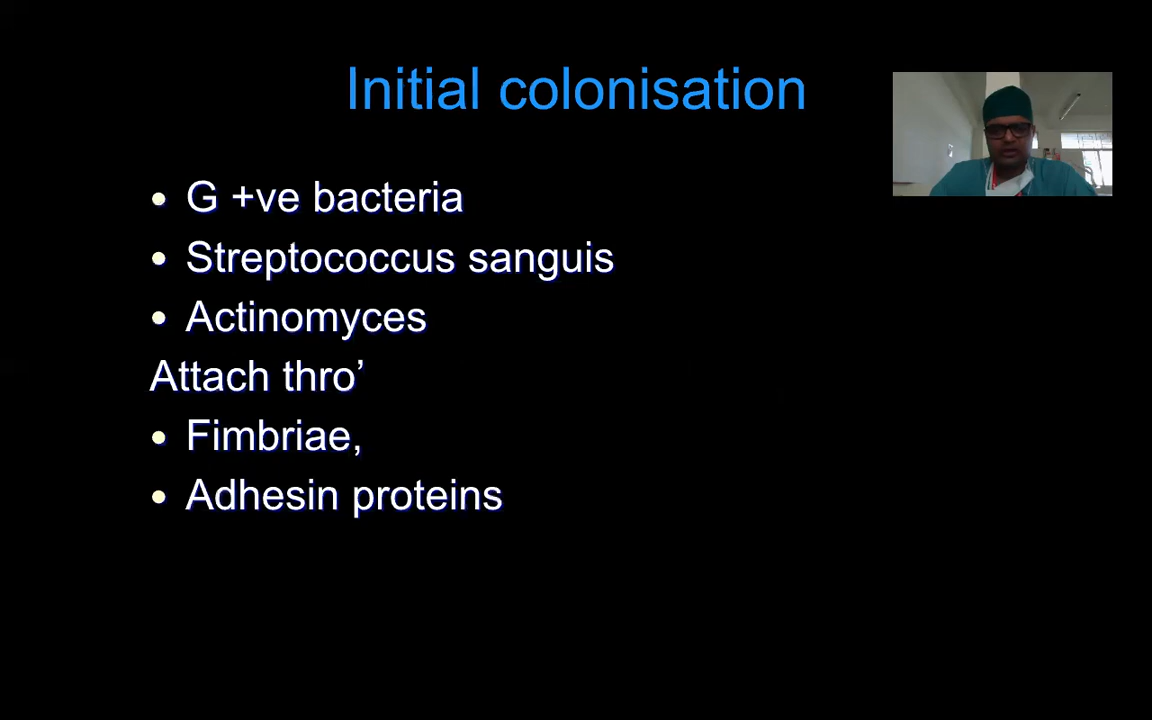 Initial colonisation
• G +ve bacteria
• Streptococcus sanguis
• Actinomyces
Attach thro’
• Fimbriae,
• Adhesin proteins